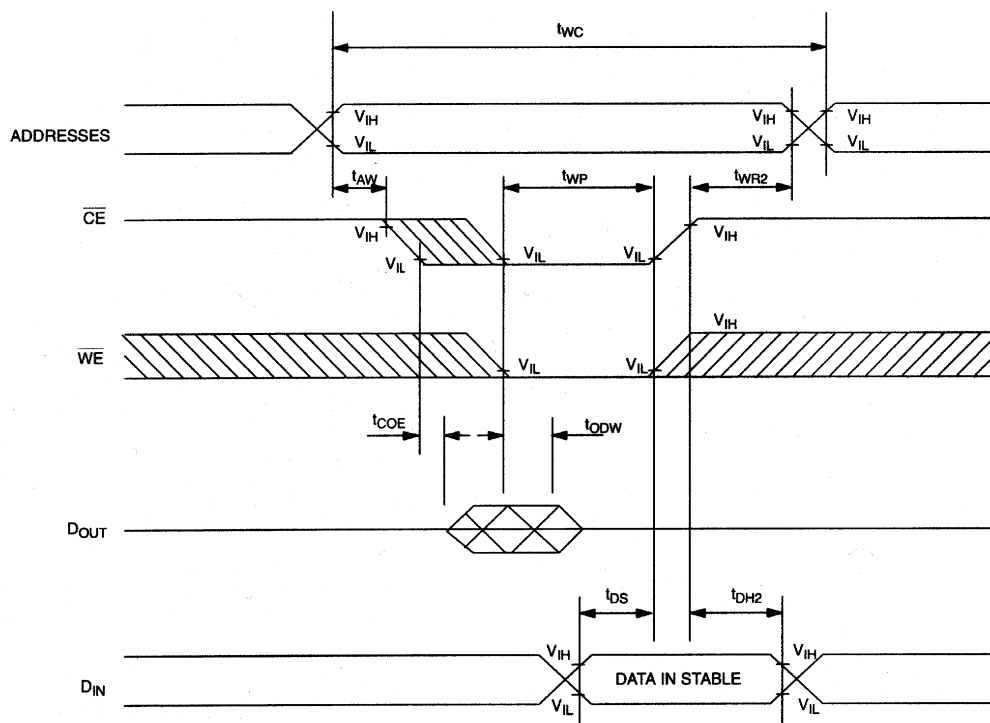 tWC
ADDRESSES
VIH
VIL
VIH
VIL
VIH
VIL
tAW
tWP
tWR2
CE
VIH
VIL
VIL
VIL
VIH
WE
VIL
VIL
VIH
tCOE
tODW
DOUT
tDS
tDH2
DIN
VIH
VIL
DATA IN STABLE
VIH
VIL